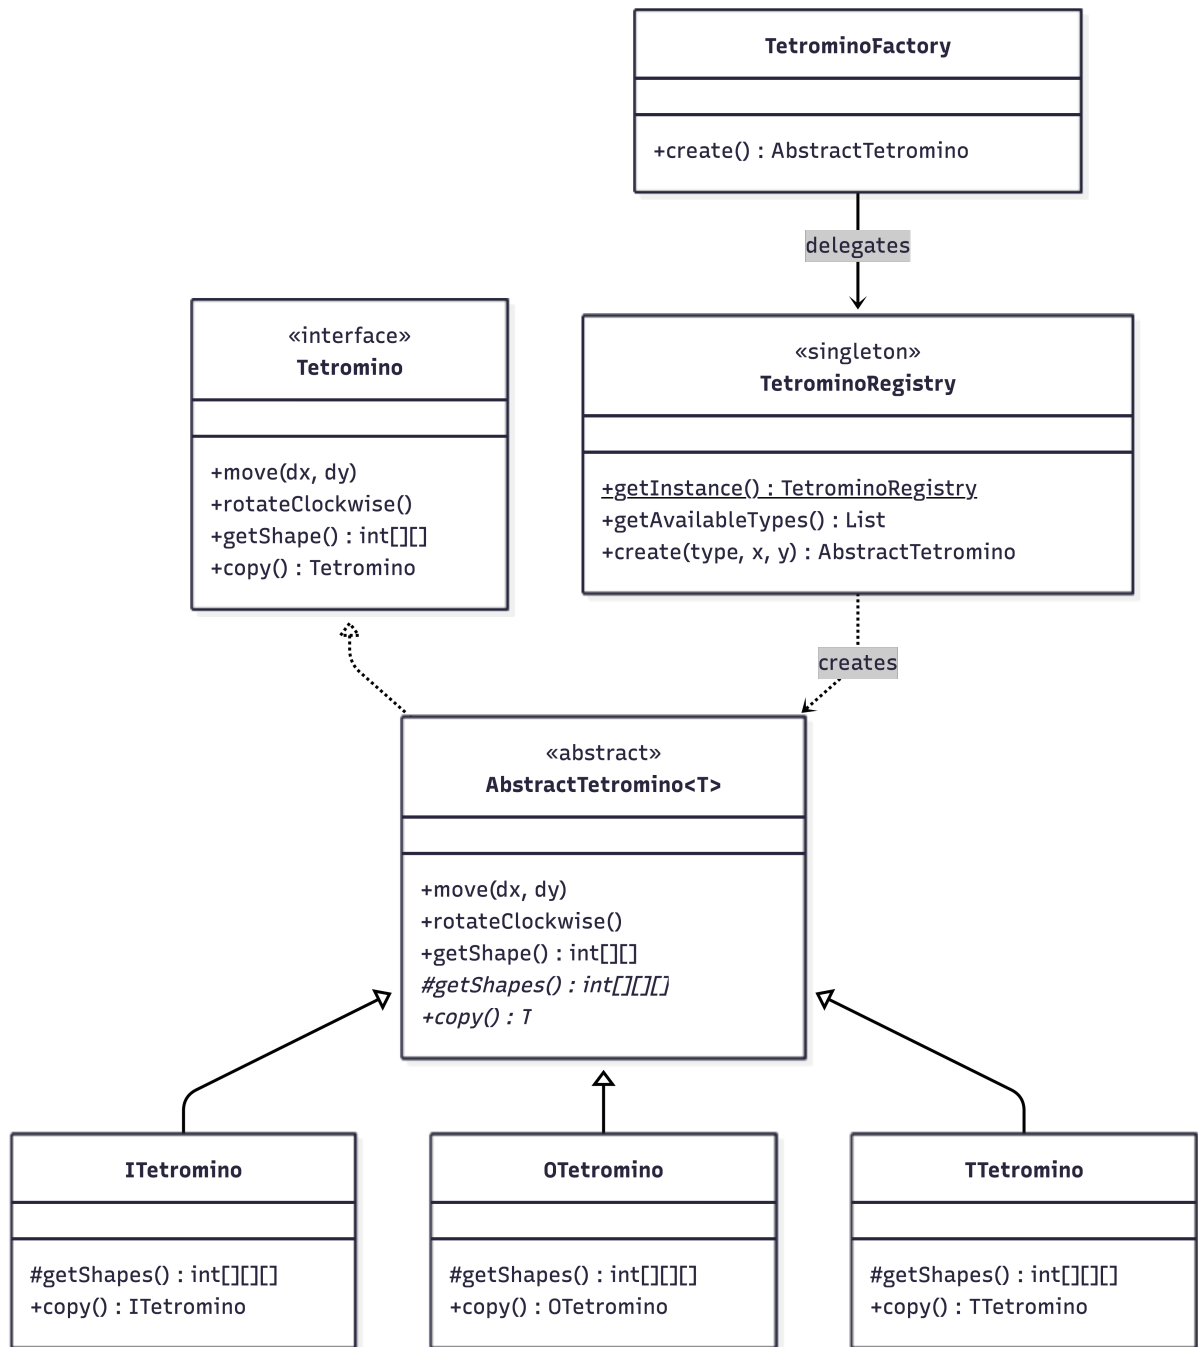 TetrominoFactory
+create() : AbstractTetromino
delegates
«interface»
Tetromino
+move(dx, dy)
+rotateClockwise()
+getShape() : int[][]
+copy() : Tetromino
«singleton»
TetrominoRegistry
+getInstance() : TetrominoRegistry
+getAvailableTypes() : List
+create(type, x, y) : AbstractTetromino
creates
«abstract»
AbstractTetromino<T>
+move(dx, dy)
+rotateClockwise()
+getShape() : int[][]
#getShapes() : int[][][]
+copy() : T
ITetromino
#getShapes() : int[][][]
+copy() : ITetromino
OTetromino
#getShapes() : int[][][]
+copy() : OTetromino
TTetromino
#getShapes() : int[][][]
+copy() : TTetromino